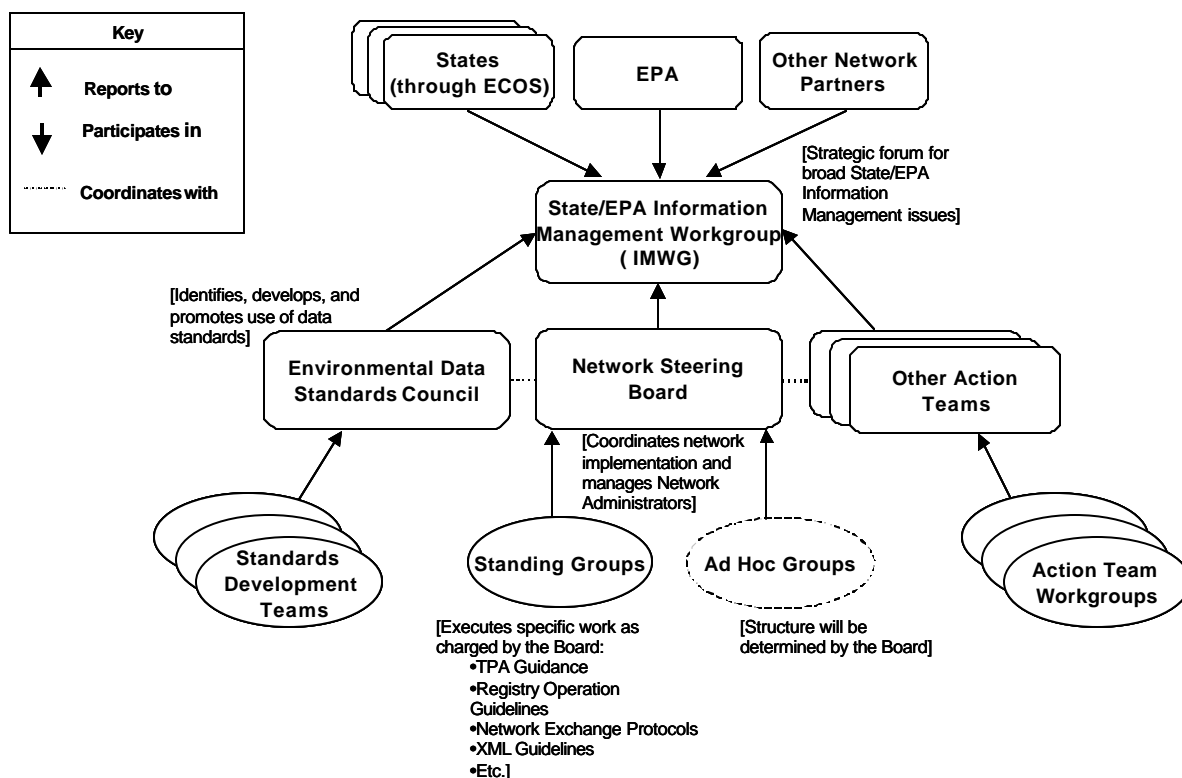 Key
Reports to
Participates in
Coordinates with
States
(through ECOS)
EPA
Other Network
Partners
[Strategic forum for
broad State/EPA
Information
Management issues]
State/EPA Information
Management Workgroup
( IMWG)
[Identifies, develops, and
promotes use of data
standards]
Environmental Data
Standards Council
Network Steering
Board
Other Action
Teams
[Coordinates network
implementation and
manages Network
Administrators]
Standards
Development
Teams
Standing Groups
Ad Hoc Groups
Action Team
Workgroups
[Executes specific work as
charged by the Board:
•TPA Guidance
•Registry Operation
Guidelines
•Network Exchange Protocols
•XML Guidelines
•Etc.]
[Structure will be
determined by the Board]